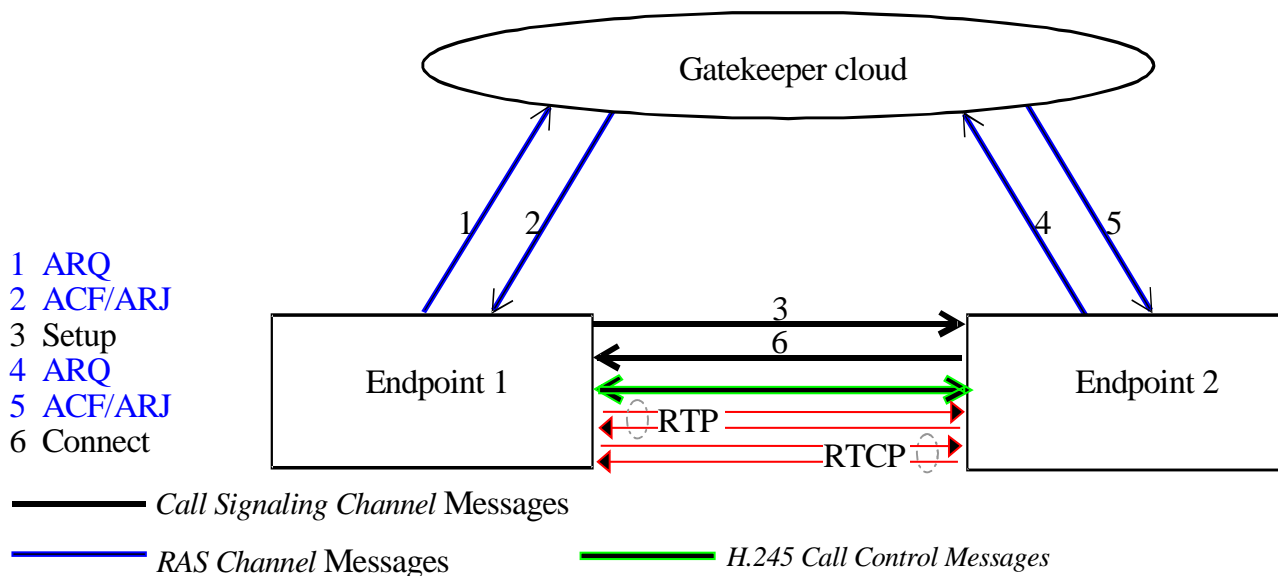 Gatekeeper cloud
1
2
4
5
1 ARQ
2 ACF/ARJ
3 Setup
4 ARQ
5 ACF/ARJ
6 Connect
Endpoint 1
3
6
RTP
RTCP
Endpoint 2
Call Signaling Channel Messages
RAS Channel Messages
H.245 Call Control Messages